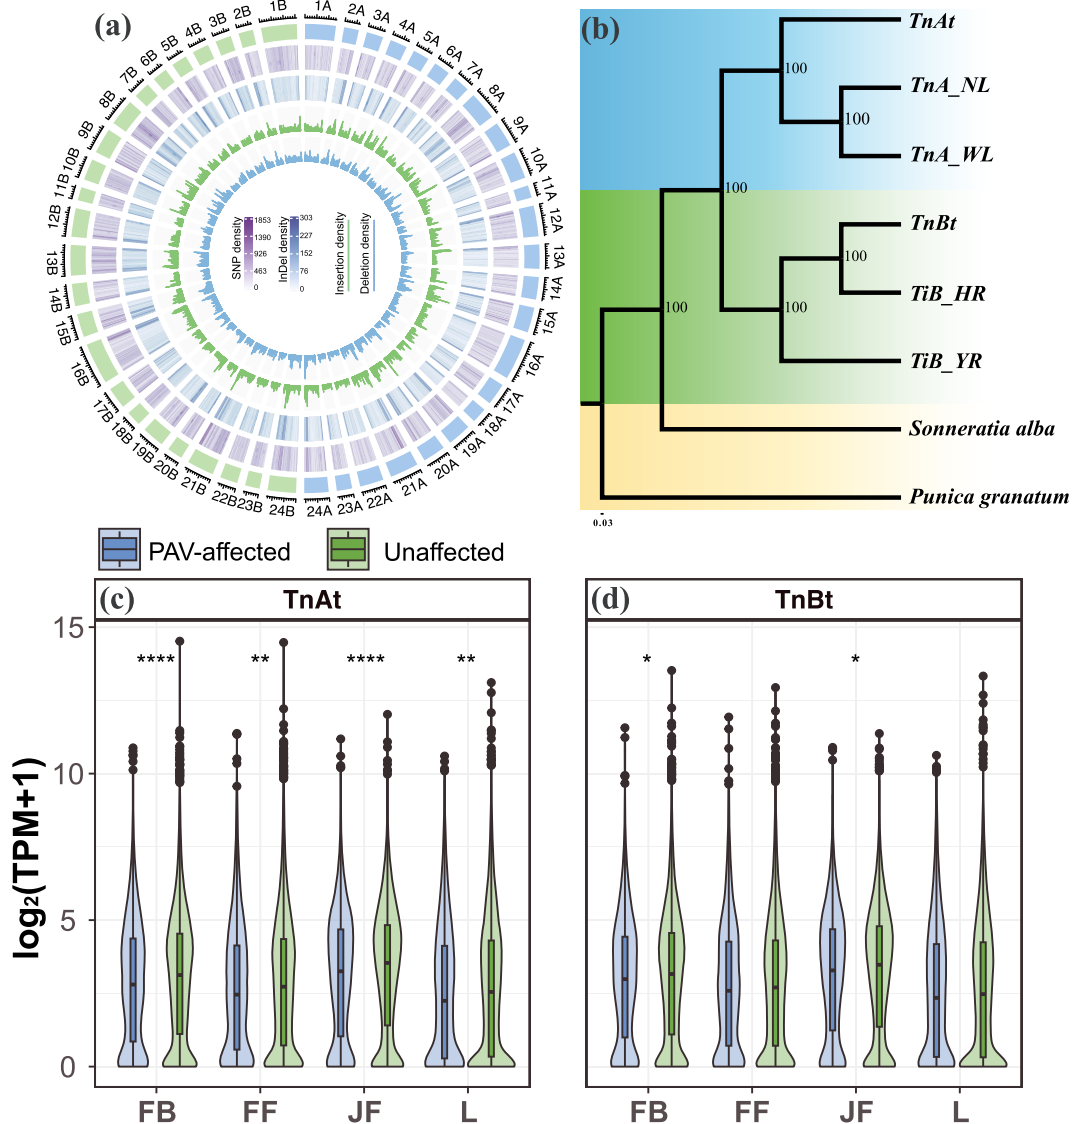 (a)
1A
2A
3A
4A
5A
6A
7A
8A
9A
10A
11A
12A
13A
14A
15A
16A
17A
18A
19A
20A
21A
22A
23A
24A
24B
23B
22B
21B
20B
19B
18B
17B
16B
15B
14B
13B
12B
11B
10B
9B
8B
7B
6B
5B
4B
3B
2B
1B
SNP density
1853
1390
926
463
0
InDel density
303
227
152
76
0
Insertion density
Deletion density
(b)
TnAt
100
TnA_NL
100
TnA_WL
100
TnBt
100
TiB_HR
100
100
TiB_YR
Sonneratia alba
Punica granatum
0.03
PAV-affected
Unaffected
(c) TnAt
(d) TnBt
log2(TPM+1)
15
10
5
0
**** ** **** **
* *
FB FF JF L
FB FF JF L